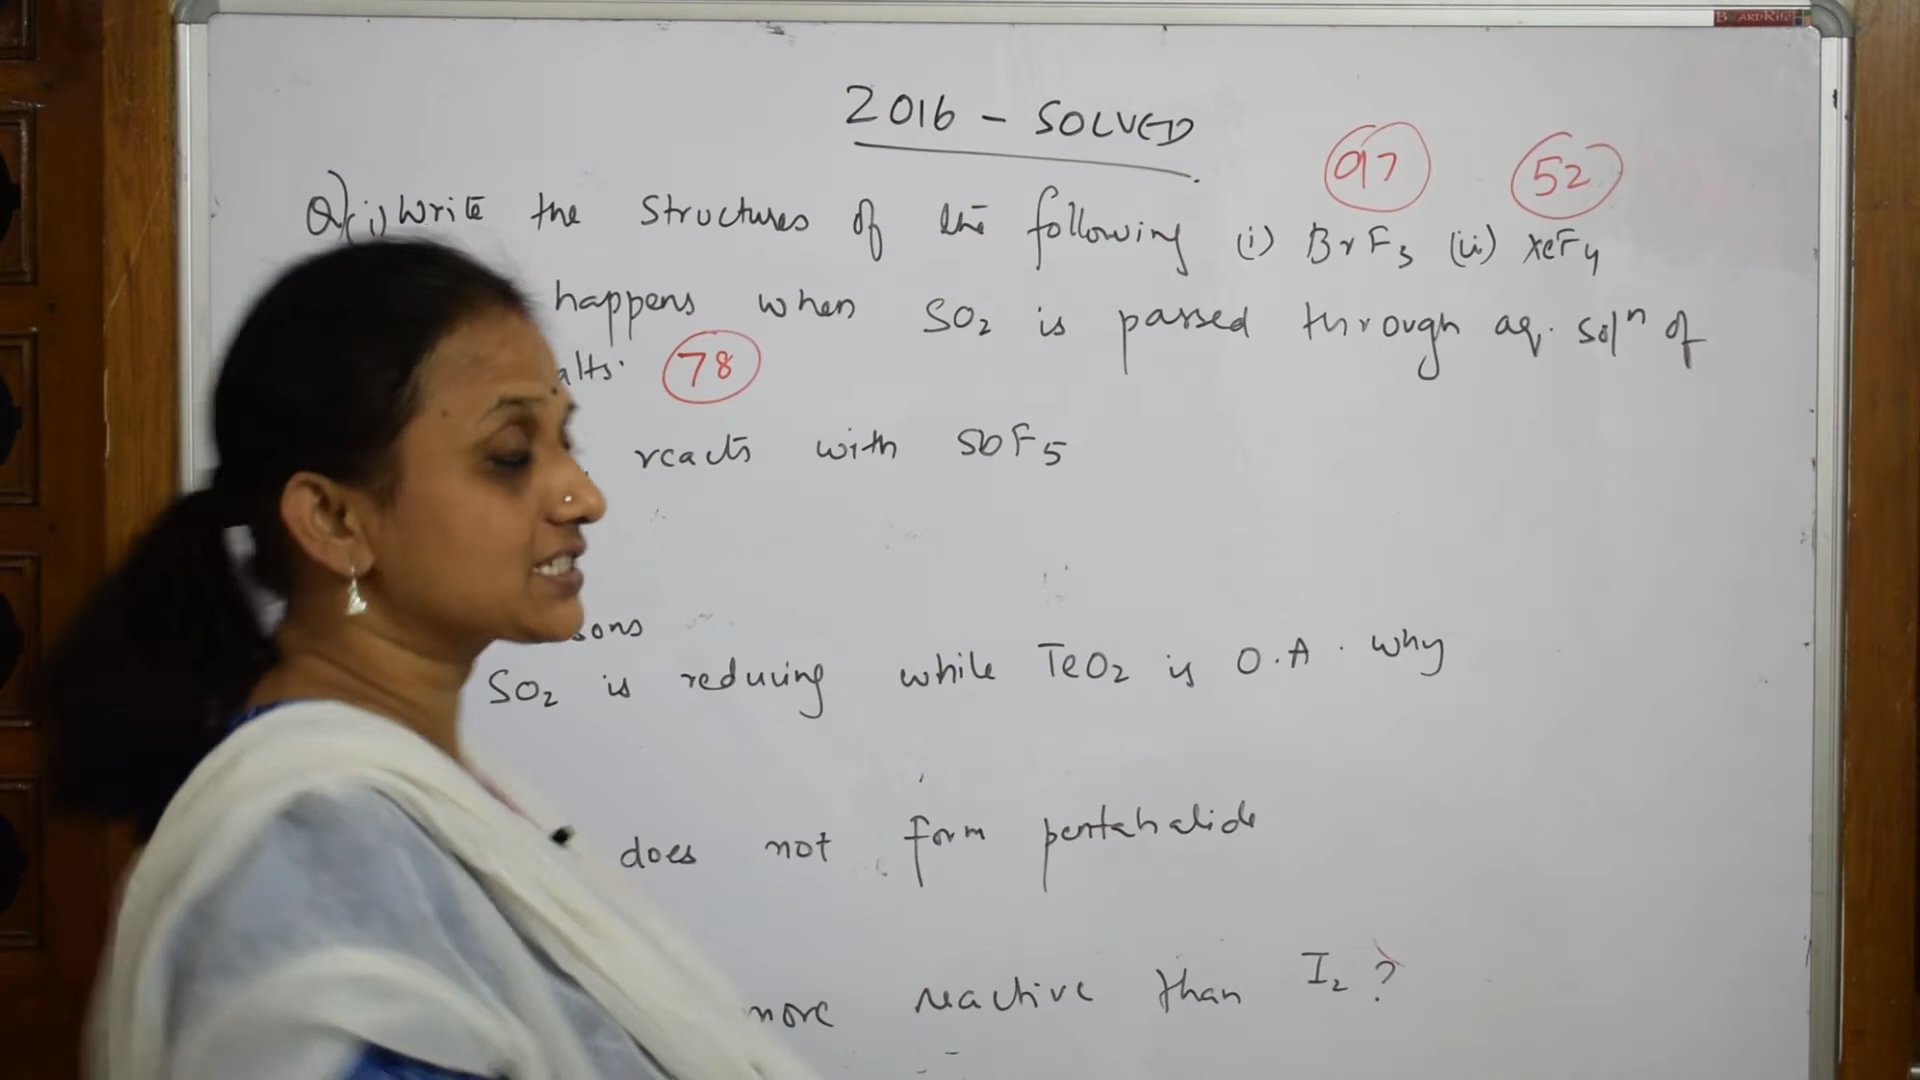 BOARDRITE
2016 - SOLVED
97 52
Q(i) Write the structures of the following (i) BrF3 (ii) XeF4
happens when SO2 is passed through aq. solⁿ of
alts. 78
reacts with SbF5
sons
SO2 is reducing while TeO2 is O.A. why
does not form pentahalide
more reactive than I2?